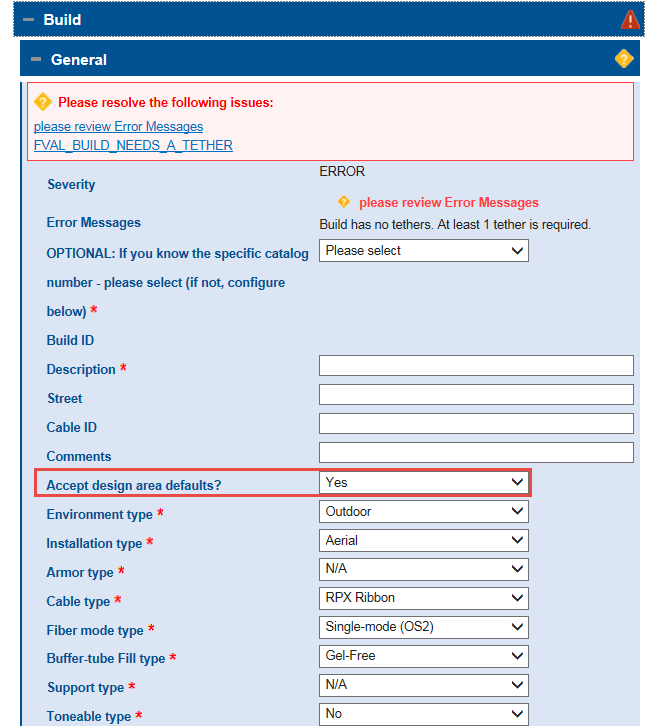 Build
General
Please resolve the following issues:
please review Error Messages
FVAL_BUILD_NEEDS_A_TETHER
Severity
ERROR
please review Error Messages
Error Messages
Build has no tethers. At least 1 tether is required.
OPTIONAL: If you know the specific catalog
number - please select (if not, configure
below) *
Please select
Build ID
Description *
Street
Cable ID
Comments
Accept design area defaults? Yes
Environment type * Outdoor
Installation type * Aerial
Armor type * N/A
Cable type * RPX Ribbon
Fiber mode type * Single-mode (OS2)
Buffer-tube Fill type * Gel-Free
Support type * N/A
Toneable type * No